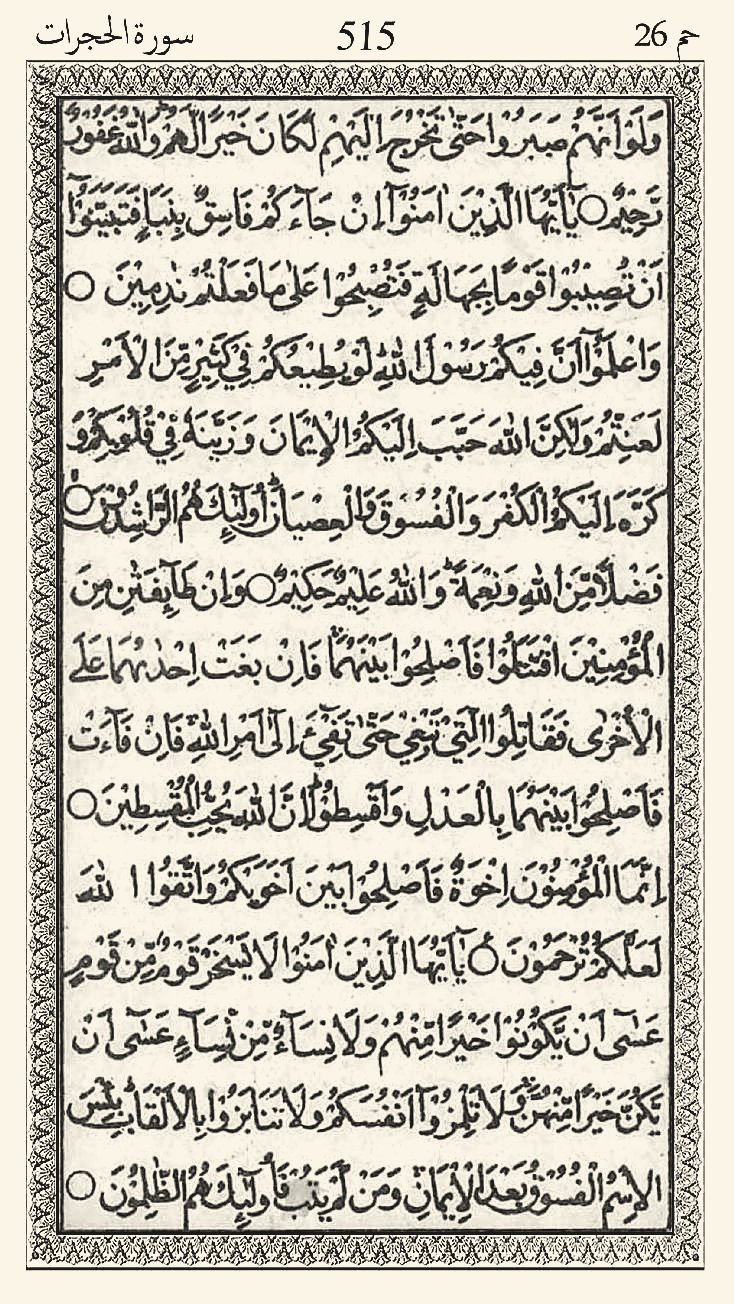 حم 26 515 سورة الحجرات
وَلَوْ اَنَّهُمْ صَبَرُوْا حَتّٰى تَخْرُجَ اِلَيْهِمْ لَكَانَ خَيْرًا لَّهُمْ ؕ وَاللّٰهُ غَفُوْرٌ
رَّحِيْمٌ ○ يٰۤاَيُّهَا الَّذِيْنَ اٰمَنُوْۤا اِنْ جَآءَكُمْ فَاسِقٌۢ بِنَبَاٍ فَتَبَيَّنُوْۤا
اَنْ تُصِيْبُوْا قَوْمًۢا بِجَهَالَةٍ فَتُصْبِحُوْا عَلٰى مَا فَعَلْتُمْ نٰدِمِيْنَ ○
وَاعْلَمُوْۤا اَنَّ فِيْكُمْ رَسُوْلَ اللّٰهِ ؕ لَوْ يُطِيْعُكُمْ فِيْ كَثِيْرٍ مِّنَ الْاَمْرِ
لَعَنِتُّمْ وَلٰكِنَّ اللّٰهَ حَبَّبَ اِلَيْكُمُ الْاِيْمَانَ وَزَيَّنَهٗ فِيْ قُلُوْبِكُمْ وَ
كَرَّهَ اِلَيْكُمُ الْكُفْرَ وَالْفُسُوْقَ وَالْعِصْيَانَ ؕ اُولٰٓئِكَ هُمُ الرّٰشِدُوْنَ ○
فَضْلًا مِّنَ اللّٰهِ وَنِعْمَةً ؕ وَاللّٰهُ عَلِيْمٌ حَكِيْمٌ ○ وَاِنْ طَآئِفَتٰنِ مِنَ
الْمُؤْمِنِيْنَ اقْتَتَلُوْا فَاَصْلِحُوْا بَيْنَهُمَا ۚ فَاِنْۢ بَغَتْ اِحْدٰىهُمَا عَلَى
الْاُخْرٰى فَقَاتِلُوا الَّتِيْ تَبْغِيْ حَتّٰى تَفِيْٓءَ اِلٰٓى اَمْرِ اللّٰهِ ۚ فَاِنْ فَآءَتْ
فَاَصْلِحُوْا بَيْنَهُمَا بِالْعَدْلِ وَاَقْسِطُوْا ؕ اِنَّ اللّٰهَ يُحِبُّ الْمُقْسِطِيْنَ ○
اِنَّمَا الْمُؤْمِنُوْنَ اِخْوَةٌ فَاَصْلِحُوْا بَيْنَ اَخَوَيْكُمْ وَاتَّقُوا اللّٰهَ
لَعَلَّكُمْ تُرْحَمُوْنَ ○ يٰۤاَيُّهَا الَّذِيْنَ اٰمَنُوْا لَا يَسْخَرْ قَوْمٌ مِّنْ قَوْمٍ
عَسٰۤى اَنْ يَّكُوْنُوْا خَيْرًا مِّنْهُمْ وَلَا نِسَآءٌ مِّنْ نِّسَآءٍ عَسٰۤى اَنْ
يَّكُنَّ خَيْرًا مِّنْهُنَّ ۚ وَلَا تَلْمِزُوْۤا اَنْفُسَكُمْ وَلَا تَنَابَزُوْا بِالْاَلْقَابِ ؕ بِئْسَ
الِاسْمُ الْفُسُوْقُ بَعْدَ الْاِيْمَانِ ۚ وَمَنْ لَّمْ يَتُبْ فَاُولٰٓئِكَ هُمُ الظّٰلِمُوْنَ ○